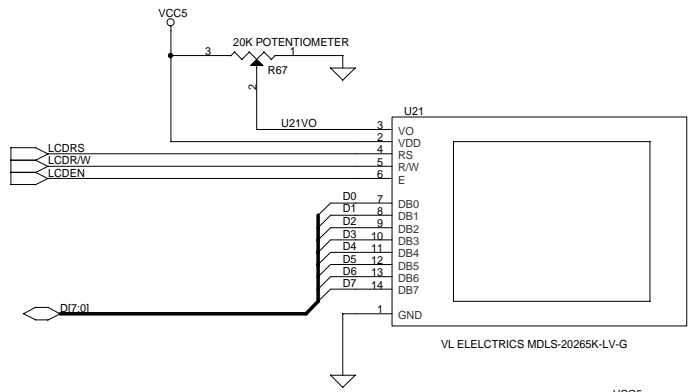 VCC5
20K POTENTIOMETER
3
1
R67
2
U21
U21VO
3 VO
2 VDD
LCDRS 4 RS
LCDR/W 5 R/W
LCDEN 6 E
D0 7 DB0
D1 8 DB1
D2 9 DB2
D3 10 DB3
D4 11 DB4
D5 12 DB5
D6 13 DB6
D7 14 DB7
D[7:0]
1 GND
VL ELELCTRICS MDLS-20265K-LV-G
VCC5